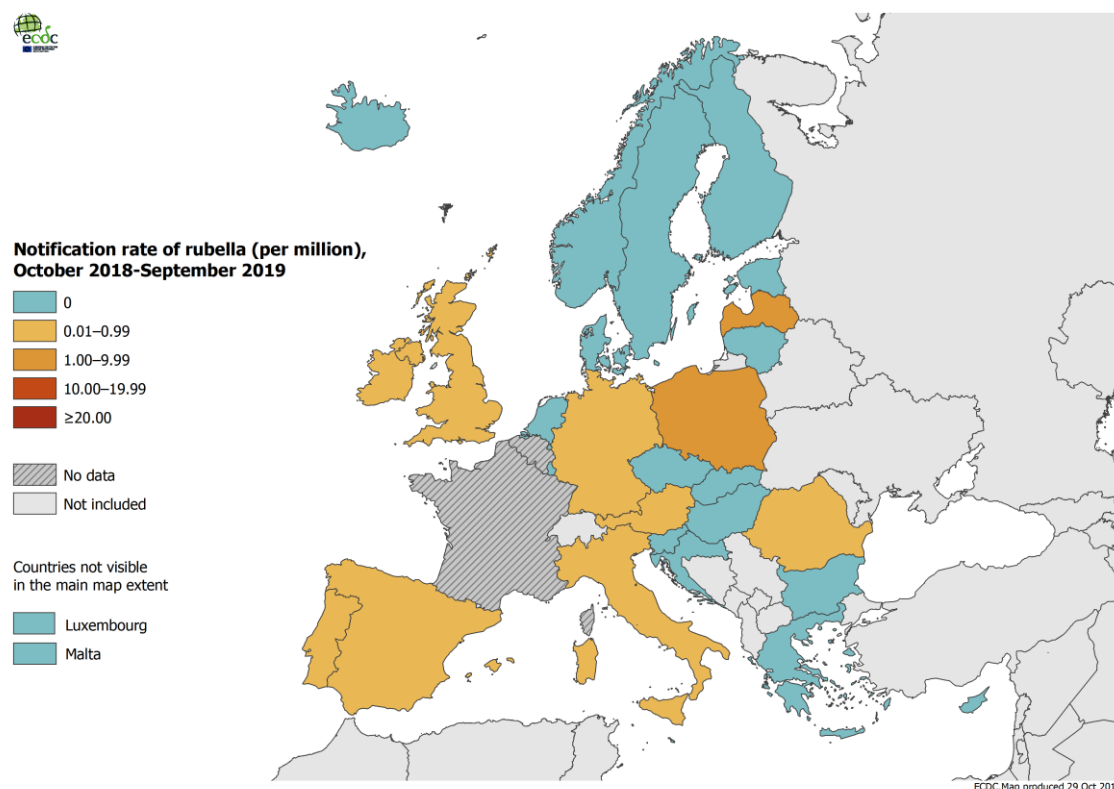 ecdc
Notification rate of rubella (per million),
October 2018-September 2019
0
0.01–0.99
1.00–9.99
10.00–19.99
≥20.00
No data
Not included
Countries not visible
in the main map extent
Luxembourg
Malta
ECDC Map produced 29 Oct 201